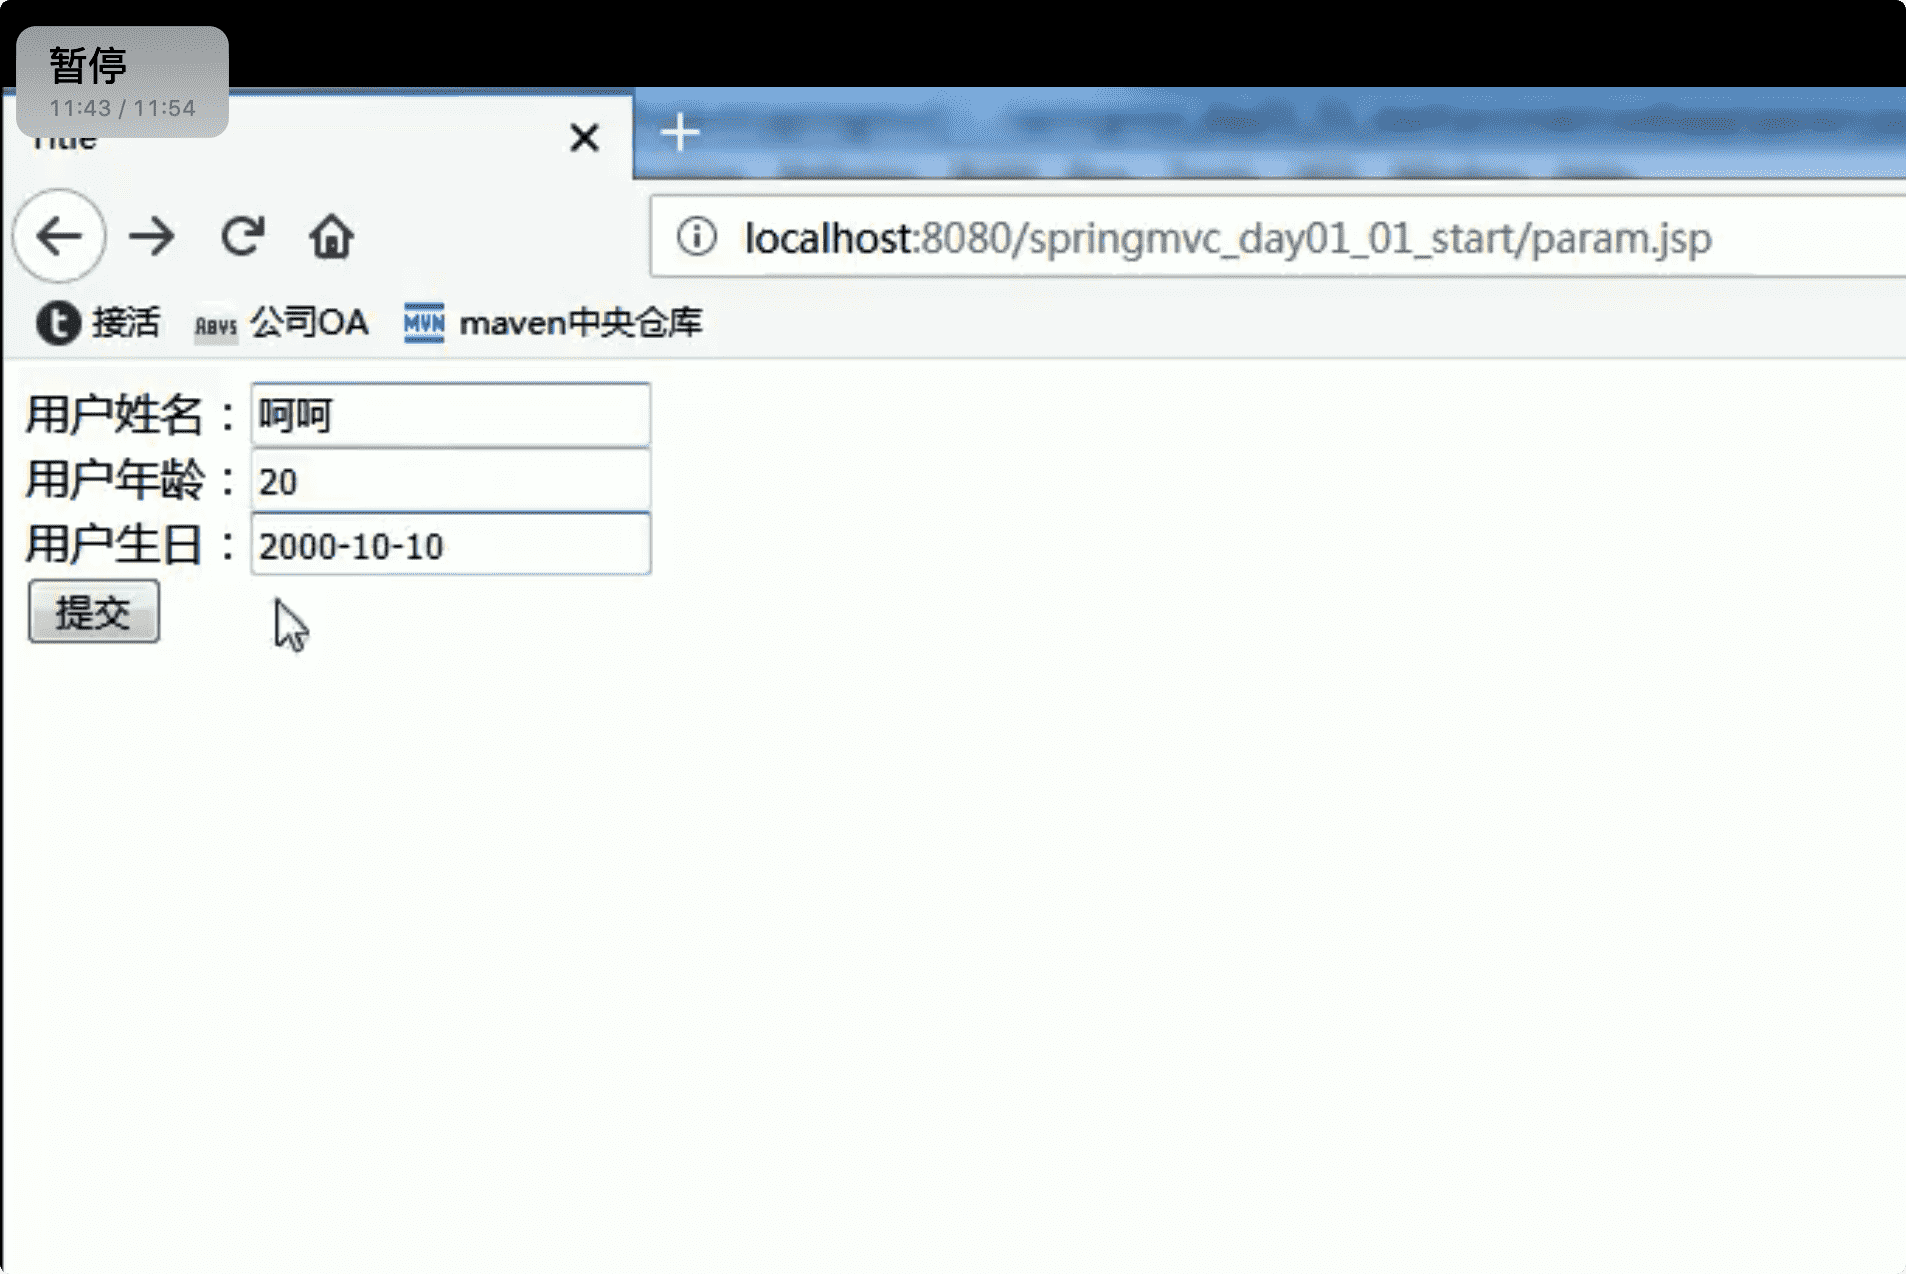 暂停
11:43 / 11:54
Title
localhost:8080/springmvc_day01_01_start/param.jsp
接活 ABVS 公司OA MVN maven中央仓库
用户姓名：呵呵
用户年龄：20
用户生日：2000-10-10
提交